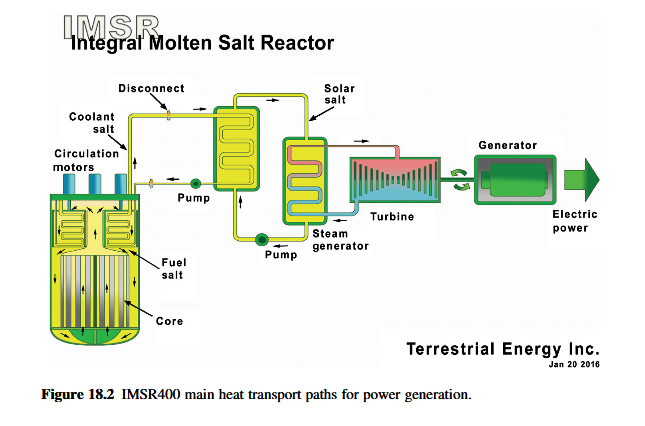 IMSR
Integral Molten Salt Reactor
Disconnect
Solar
salt
Coolant
salt
Circulation
motors
Generator
Pump
Turbine
Electric
power
Steam
generator
Pump
Fuel
salt
Core
Terrestrial Energy Inc.
Jan 20 2016
Figure 18.2 IMSR400 main heat transport paths for power generation.